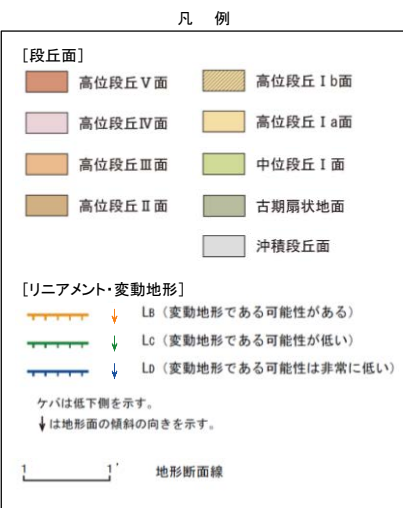 凡 例
[段丘面]
高位段丘Ⅴ面
高位段丘Ⅳ面
高位段丘Ⅲ面
高位段丘Ⅱ面
高位段丘Ⅰb面
高位段丘Ⅰa面
中位段丘Ⅰ面
古期扇状地面
沖積段丘面
[リニアメント・変動地形]
LB（変動地形である可能性がある）
LC（変動地形である可能性が低い）
LD（変動地形である可能性は非常に低い）
ケバは低下側を示す。
↓は地形面の傾斜の向きを示す。
1 1' 地形断面線